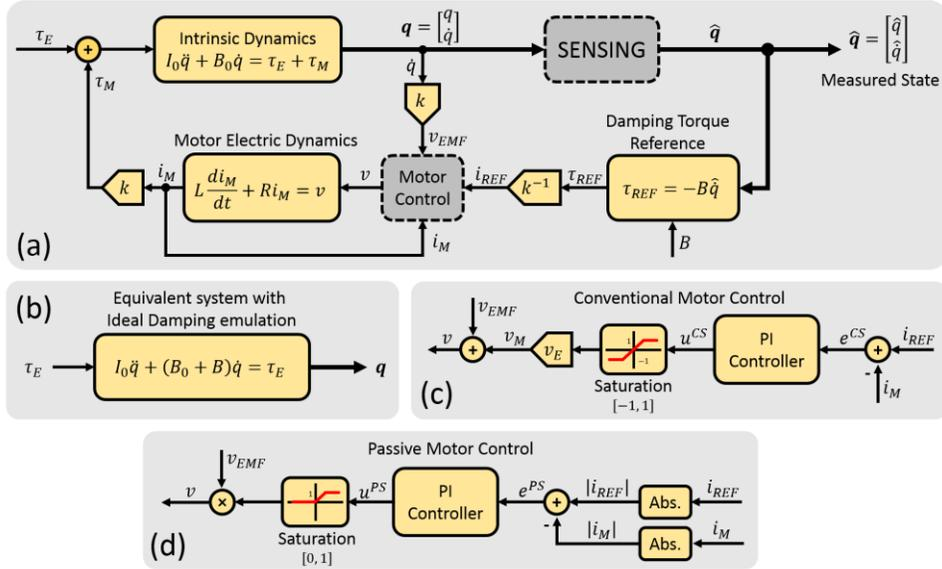 τ_E
+
τ_M
Intrinsic Dynamics
I_0q̈ + B_0q̇ = τ_E + τ_M
q = [q q̇]
q̇
k
v_EMF
SENSING
q̂
q̂ = [q̂ q̇̂]
Measured State
Motor Electric Dynamics
k
i_M
L di_M/dt + Ri_M = v
v
Motor
Control
i_REF
k^{-1}
τ_REF
Damping Torque
Reference
τ_REF = −Bq̇̂
B
i_M
(a)
(b)
Equivalent system with
Ideal Damping emulation
τ_E
I_0q̈ + (B_0 + B)q̇ = τ_E
q
Conventional Motor Control
v_EMF
v
+
v_M
v_E
1
-1
Saturation
[−1,1]
u^{CS}
PI
Controller
e^{CS}
+
-
i_REF
i_M
(c)
Passive Motor Control
v_EMF
v
×
1
Saturation
[0,1]
u^{PS}
PI
Controller
e^{PS}
+
-
|i_REF|
Abs.
i_REF
|i_M|
Abs.
i_M
(d)